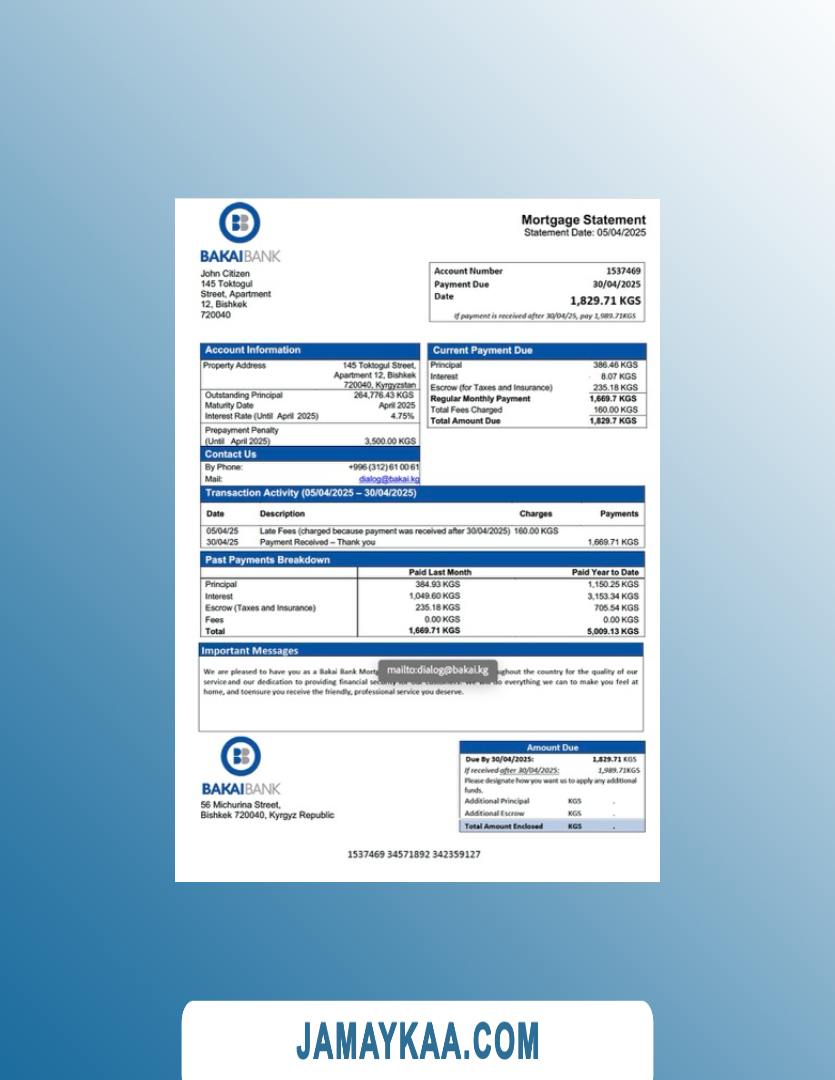 BAKAI BANK
Mortgage Statement
Statement Date: 05/04/2025
John Citizen
145 Toktogul
Street, Apartment
12, Bishkek
720040
Account Number 1537469
Payment Due 30/04/2025
Date 1,829.71 KGS
If payment is received after 30/04/25, pay 1,989.71KGS
Account Information
Property Address 145 Toktogul Street,
Apartment 12, Bishkek
720040, Kyrgyzstan
Outstanding Principal 264,776.43 KGS
Maturity Date April 2025
Interest Rate (Until April 2025) 4.75%
Prepayment Penalty
(Until April 2025) 3,500.00 KGS
Contact Us
By Phone: +996 (312) 61 00 61
Mail: dialog@bakai.kg
Current Payment Due
Principal 386.46 KGS
Interest 8.07 KGS
Escrow (for Taxes and Insurance) 235.18 KGS
Regular Monthly Payment 1,669.7 KGS
Total Fees Charged 160.00 KGS
Total Amount Due 1,829.7 KGS
Transaction Activity (05/04/2025 – 30/04/2025)
Date Description Charges Payments
05/04/25 Late Fees (charged because payment was received after 30/04/2025) 160.00 KGS
30/04/25 Payment Received – Thank you 1,669.71 KGS
Past Payments Breakdown
Paid Last Month Paid Year to Date
Principal 384.93 KGS 1,150.25 KGS
Interest 1,049.60 KGS 3,153.34 KGS
Escrow (Taxes and Insurance) 235.18 KGS 705.54 KGS
Fees 0.00 KGS 0.00 KGS
Total 1,669.71 KGS 5,009.13 KGS
Important Messages
We are pleased to have you as a Bakai Bank ughout the country for the quality of our
serviceand our dedication to providing financial everything we can to make you feel at
home, and toensure you receive the friendly, professional service you deserve.
mailto:dialog@bakai.kg
BAKAI BANK
56 Michurina Street,
Bishkek 720040, Kyrgyz Republic
Amount Due
Due By 30/04/2025: 1,829.71 KGS
If received after 30/04/2025: 1,989.71KGS
Please designate how you want us to apply any additional
funds.
Additional Principal KGS .
Additional Escrow KGS .
Total Amount Enclosed KGS .
1537469 34571892 342359127
JAMAYKAA.COM